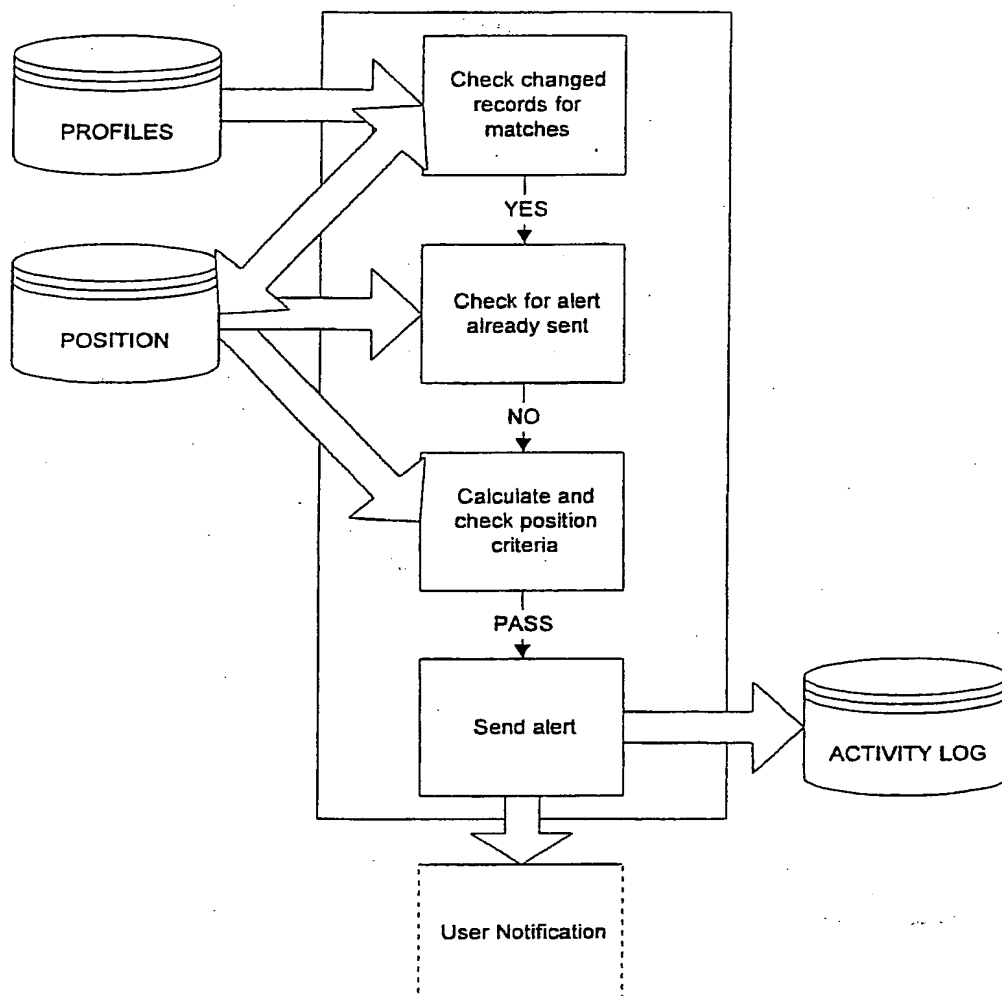 PROFILES
Check changed
records for
matches
YES
POSITION
Check for alert
already sent
NO
Calculate and
check position
criteria
PASS
Send alert
ACTIVITY LOG
User Notification